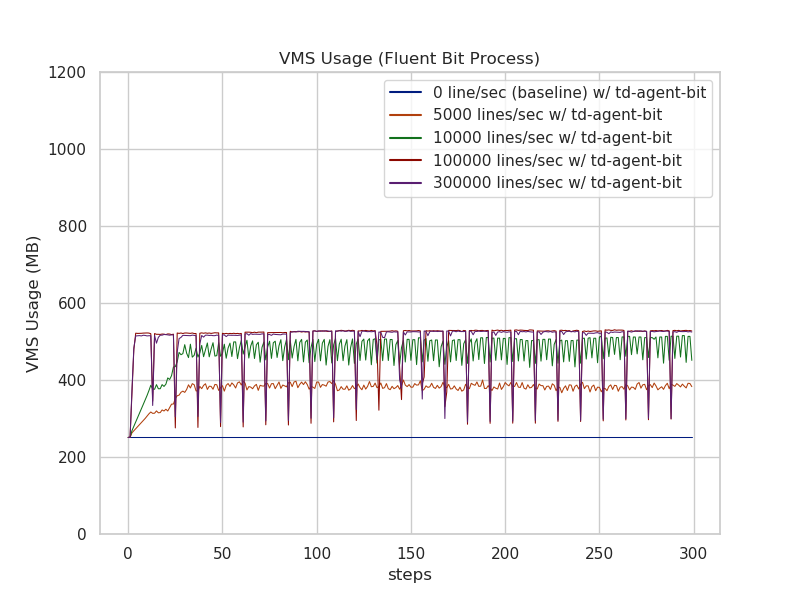 VMS Usage (Fluent Bit Process)
1200
1000
800
600
400
200
0
VMS Usage (MB)
0 line/sec (baseline) w/ td-agent-bit
5000 lines/sec w/ td-agent-bit
10000 lines/sec w/ td-agent-bit
100000 lines/sec w/ td-agent-bit
300000 lines/sec w/ td-agent-bit
0 50 100 150 200 250 300
steps